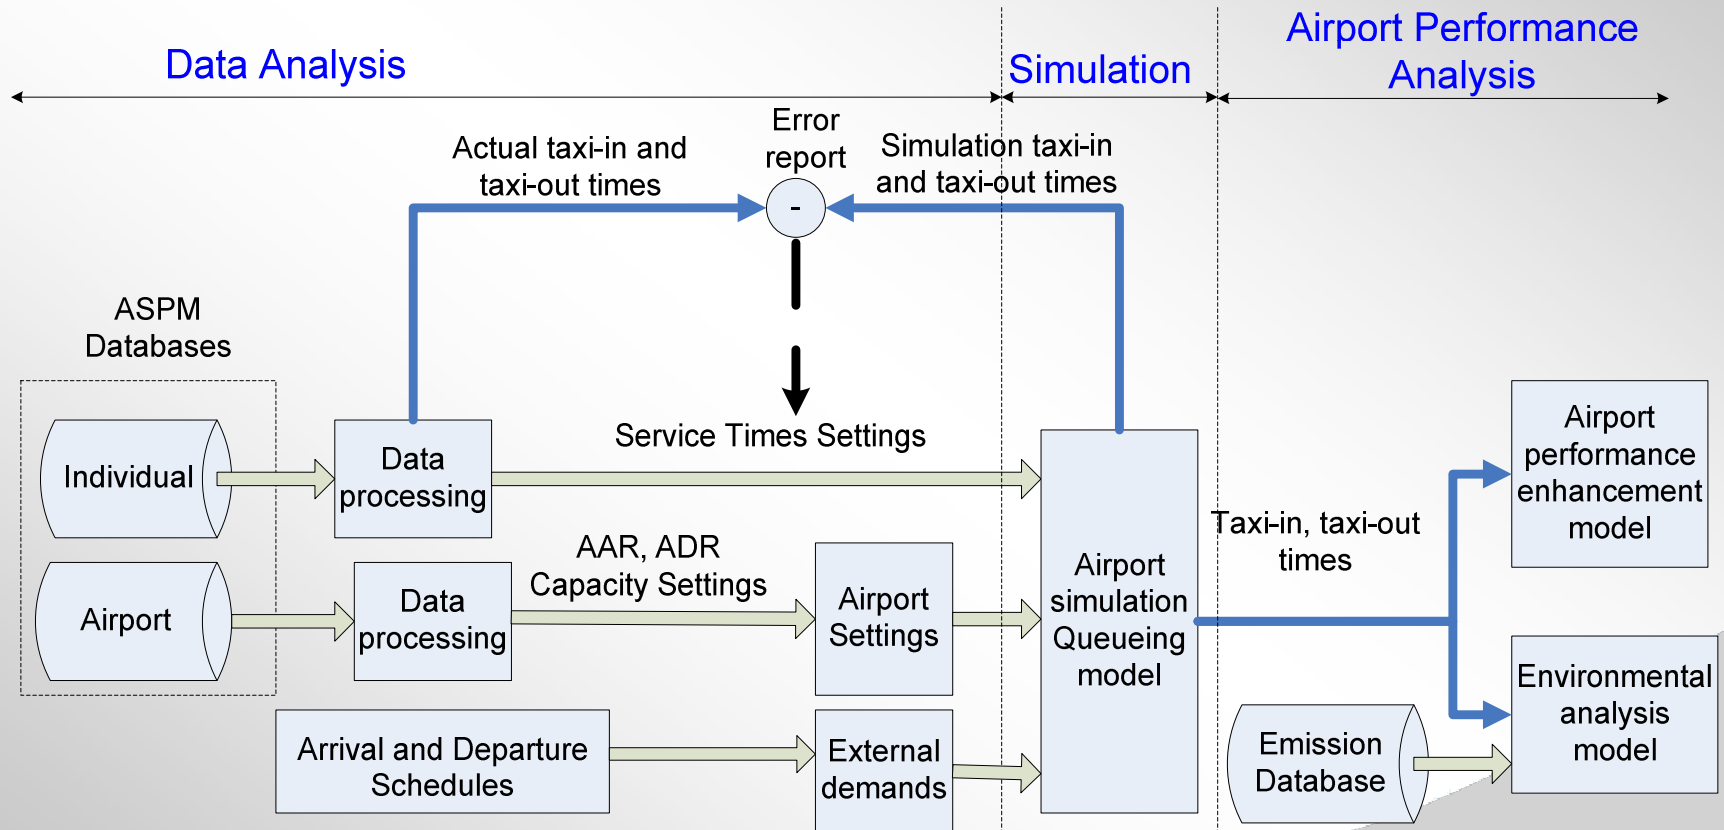 Data Analysis
Simulation
Airport Performance
Analysis
Error
report
Actual taxi-in and
taxi-out times
Simulation taxi-in
and taxi-out times
-
ASPM
Databases
Individual
Data
processing
Service Times Settings
Airport
Data
processing
AAR, ADR
Capacity Settings
Airport
Settings
Arrival and Departure
Schedules
External
demands
Airport
simulation
Queueing
model
Taxi-in, taxi-out
times
Airport
performance
enhancement
model
Emission
Database
Environmental
analysis
model